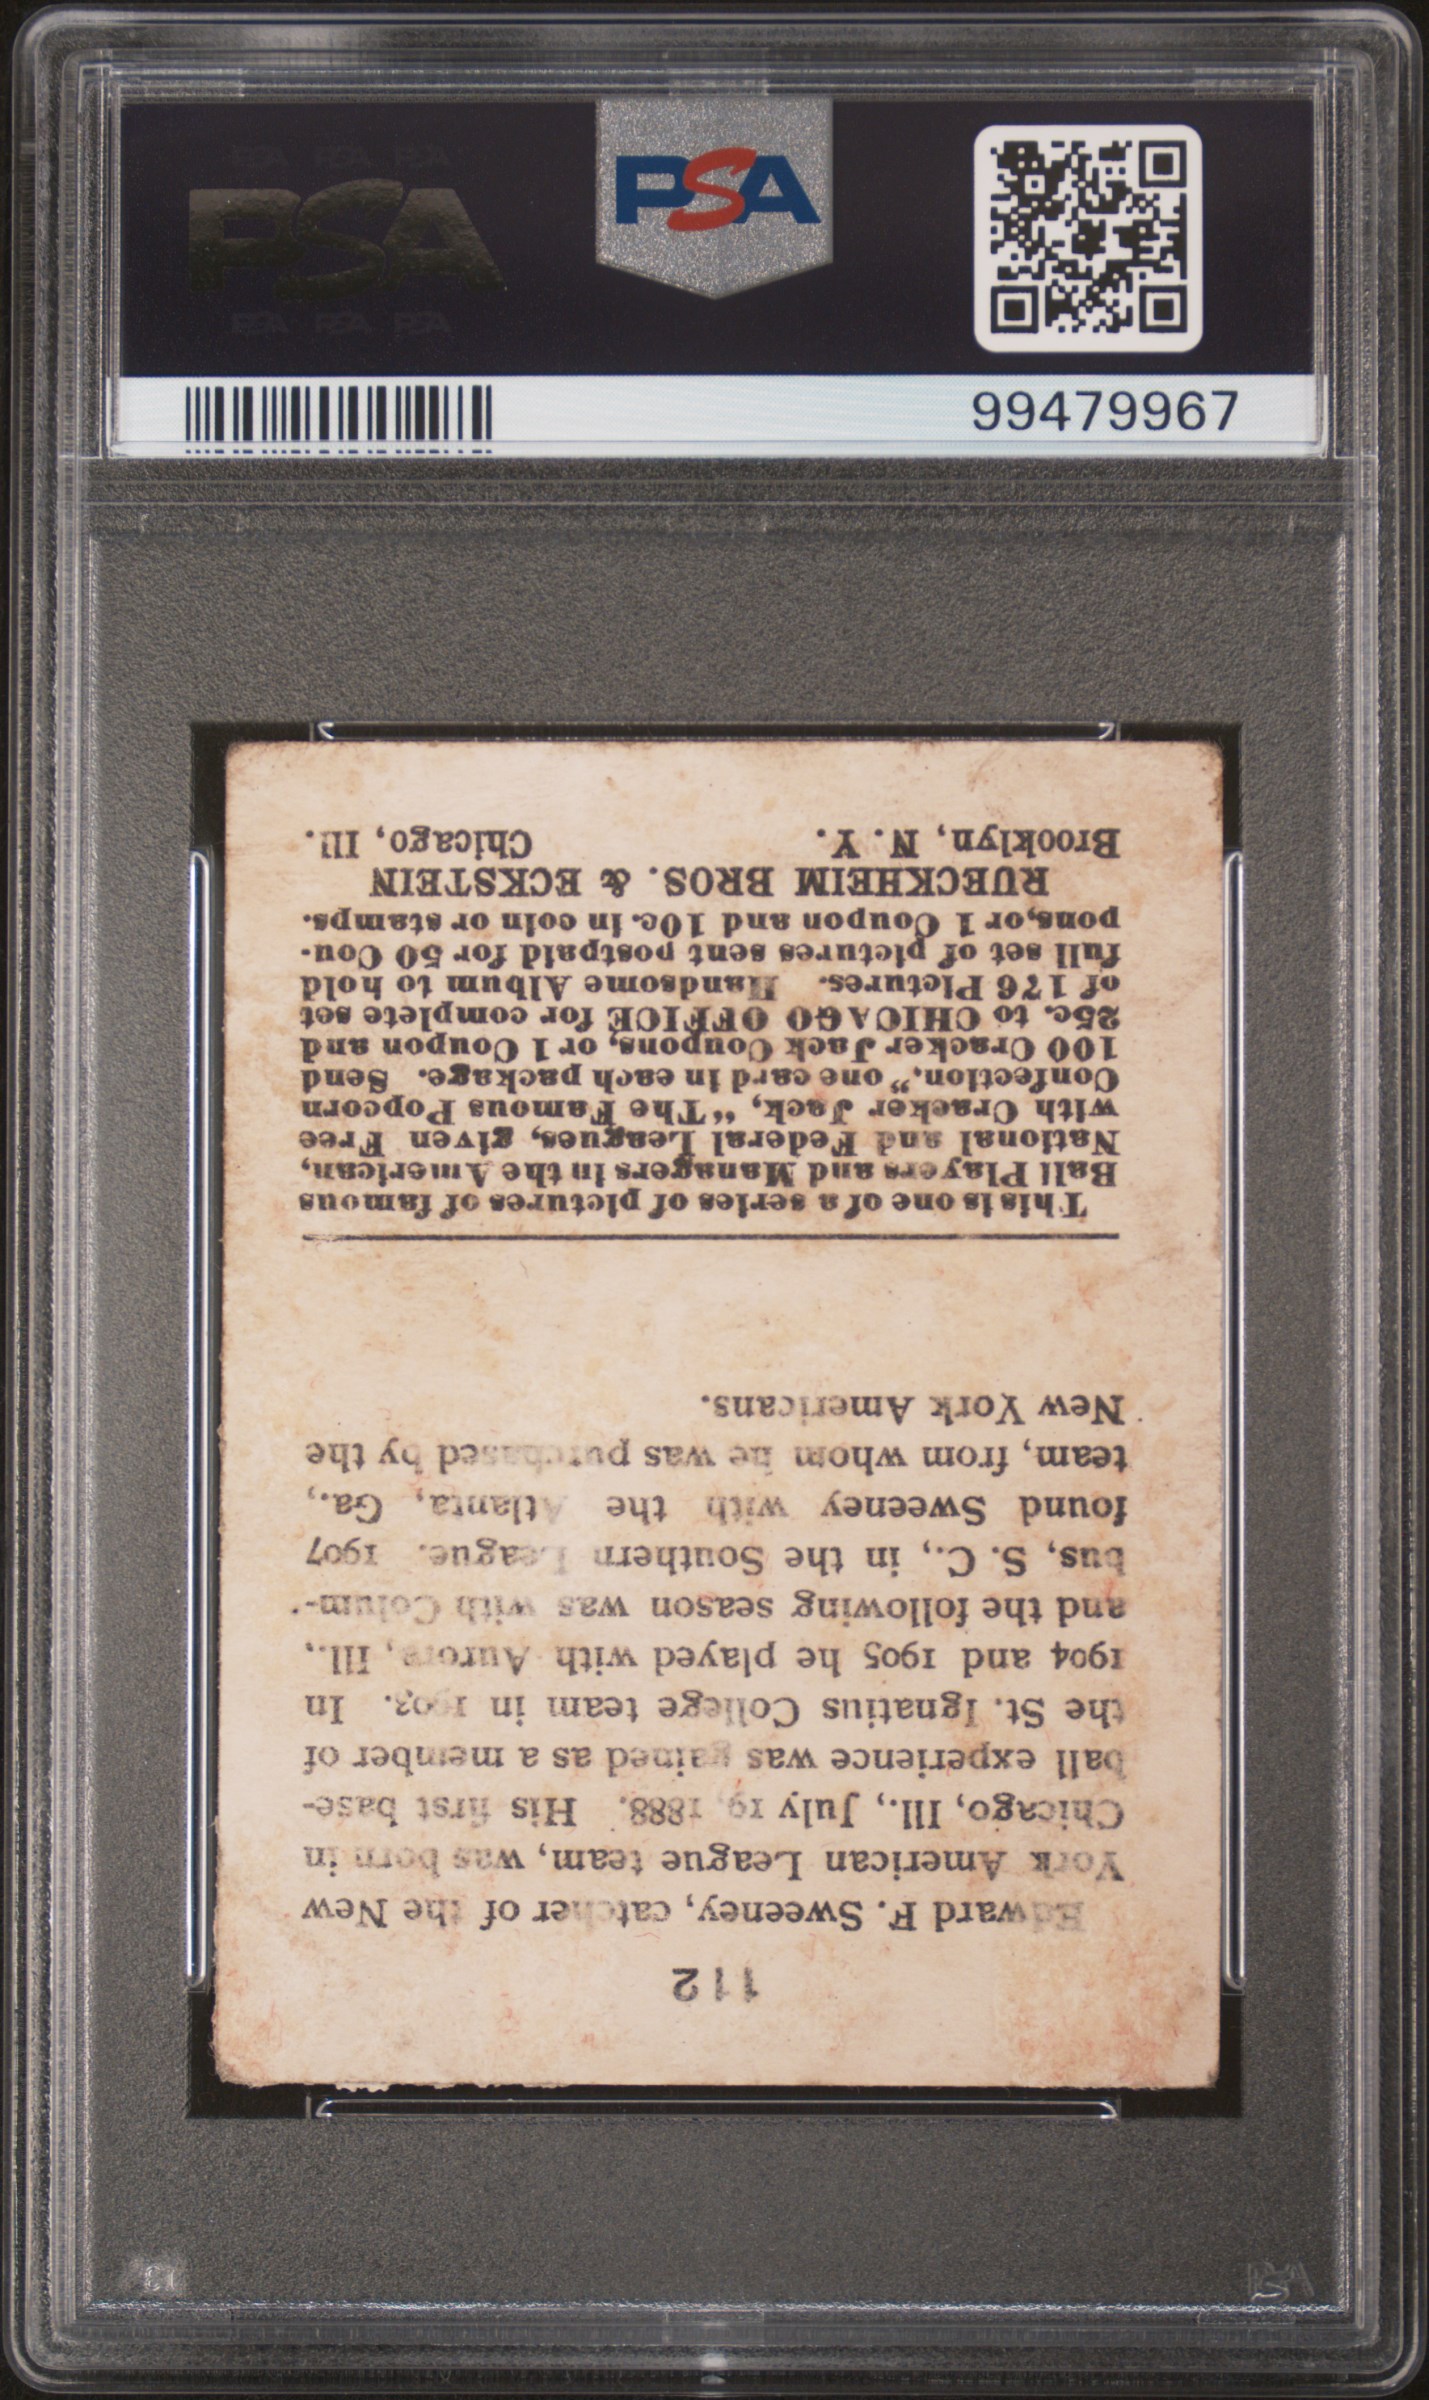 PSA
PSA
99479967
112
Edward F. Sweeney, catcher of the New
York American League team, was born in
Chicago, Ill., July 19, 1888. His first base-
ball experience was gained as a member of
the St. Ignatius College team in 1903. In
1904 and 1905 he played with Aurora, Ill.,
and the following season was with Colum-
bus, S. C., in the Southern League. 1907
found Sweeney with the Atlanta, Ga.,
team, from whom he was purchased by the
New York Americans.
This is one of a series of pictures of famous
Ball Players and Managers in the American,
National and Federal Leagues, given Free
with Cracker Jack, "The Famous Popcorn
Confection," one card in each package. Send
100 Cracker Jack Coupons, or 1 Coupon and
25c. to CHICAGO OFFICE for complete set
of 176 Pictures. Handsome Album to hold
full set of pictures sent postpaid for 50 Cou-
pons, or 1 Coupon and 10c. in coin or stamps.
RUECKHEIM BROS. & ECKSTEIN
Brooklyn, N. Y. Chicago, Ill.
PSA